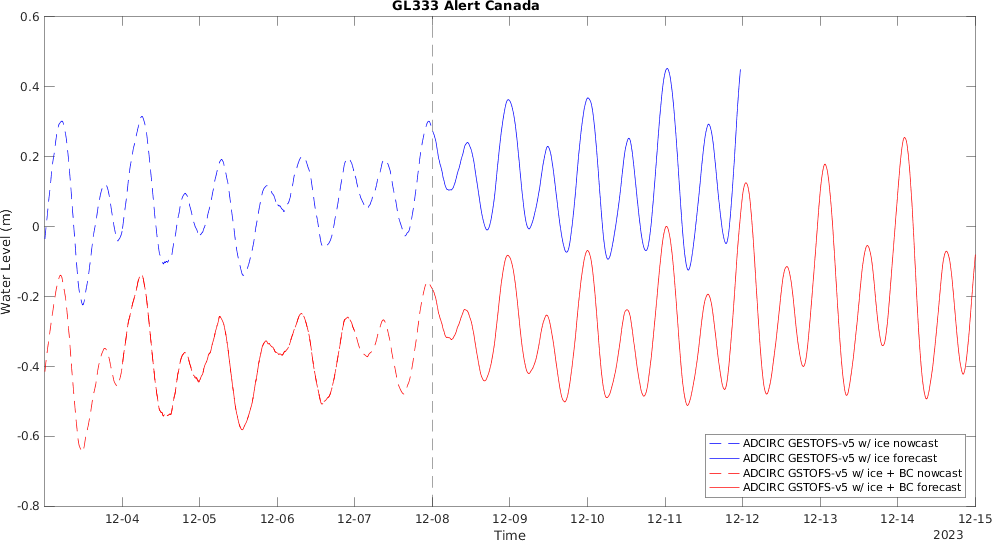 GL333 Alert Canada
0.6
0.4
0.2
0
-0.2
-0.4
-0.6
-0.8
Water Level (m)
ADCIRC GESTOFS-v5 w/ ice nowcast
ADCIRC GESTOFS-v5 w/ ice forecast
ADCIRC GSTOFS-v5 w/ ice + BC nowcast
ADCIRC GSTOFS-v5 w/ ice + BC forecast
12-04 12-05 12-06 12-07 12-08 12-09 12-10 12-11 12-12 12-13 12-14 12-15
Time
2023